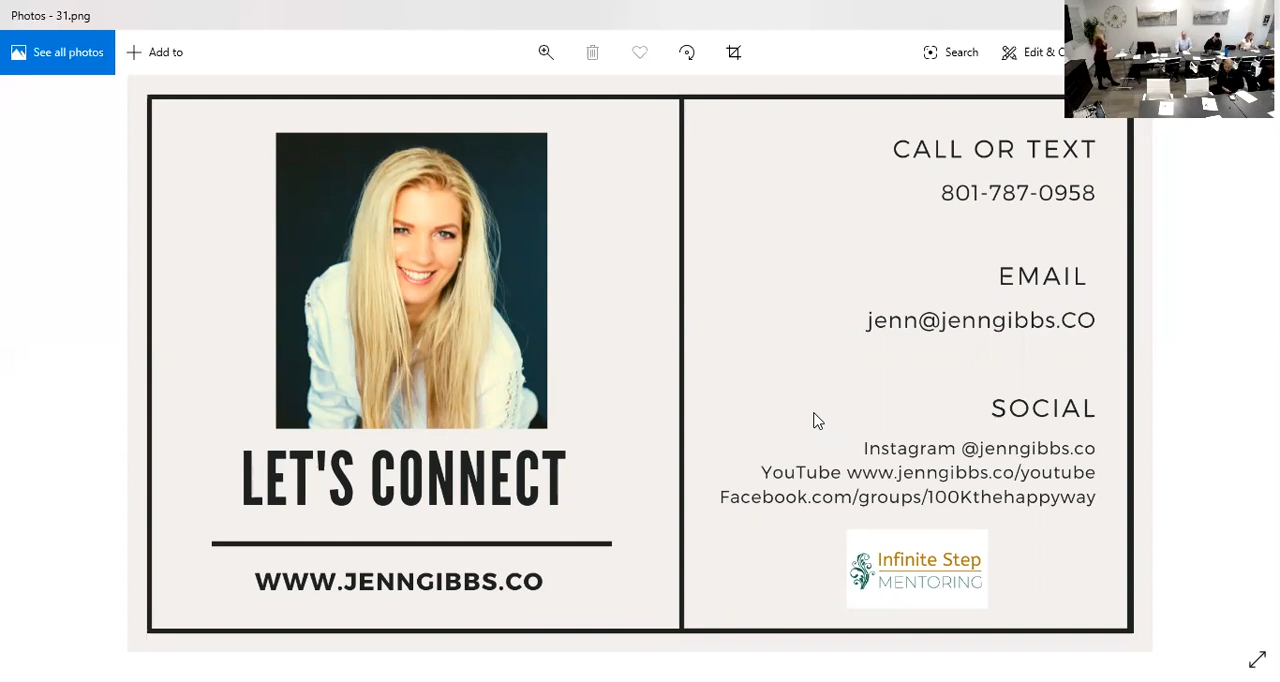 Photos - 31.png
See all photos
Add to
Search
Edit & C
LET'S CONNECT
WWW.JENNGIBBS.CO
CALL OR TEXT
801-787-0958
EMAIL
jenn@jenngibbs.CO
SOCIAL
Instagram @jenngibbs.co
YouTube www.jenngibbs.co/youtube
Facebook.com/groups/100Kthehappyway
Infinite Step
MENTORING